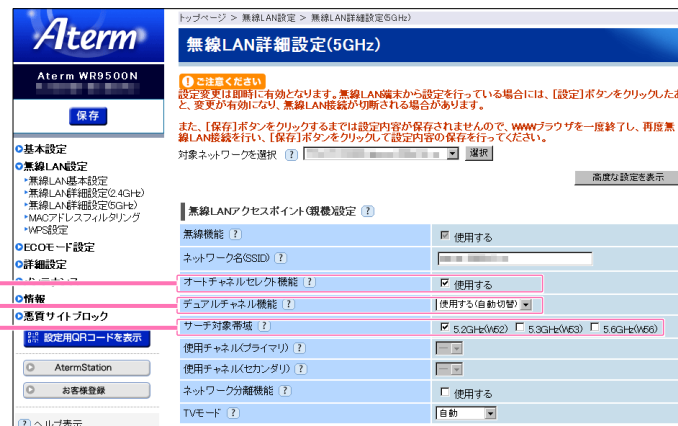 Aterm
Aterm WR9500N
保存
基本設定
無線LAN設定
無線LAN基本設定
無線LAN詳細設定(2.4GHz)
無線LAN詳細設定(5GHz)
MACアドレスフィルタリング
WPS設定
ECOモード設定
詳細設定
情報
悪質サイトブロック
設定用QRコードを表示
AtermStation
お客様登録
? ヘルプ表示
トップページ > 無線LAN設定 > 無線LAN詳細設定(5GHz)
無線LAN詳細設定(5GHz)
! ご注意ください
設定変更は即時に有効となります。無線LAN端末から設定を行っている場合には、[設定]ボタンをクリックしたあ
と、変更が有効になり、無線LAN接続が切断される場合があります。
また、[保存]ボタンをクリックするまでは設定内容が保存されませんので、WWWブラウザを一度終了し、再度無
線LAN接続を行い、[保存]ボタンをクリックして設定内容の保存を行ってください。
対象ネットワークを選択 ? 選択
高度な設定を表示
無線LANアクセスポイント(親機)設定 ?
無線機能 ? 使用する
ネットワーク名(SSID) ?
オートチャネルセレクト機能 ? 使用する
デュアルチャネル機能 ? 使用する(自動切替)
サーチ対象帯域 ? 5.2GHz(W52) 5.3GHz(W53) 5.6GHz(W56)
使用チャネル(プライマリ) ?
使用チャネル(セカンダリ) ?
ネットワーク分離機能 ? 使用する
TVモード ? 自動